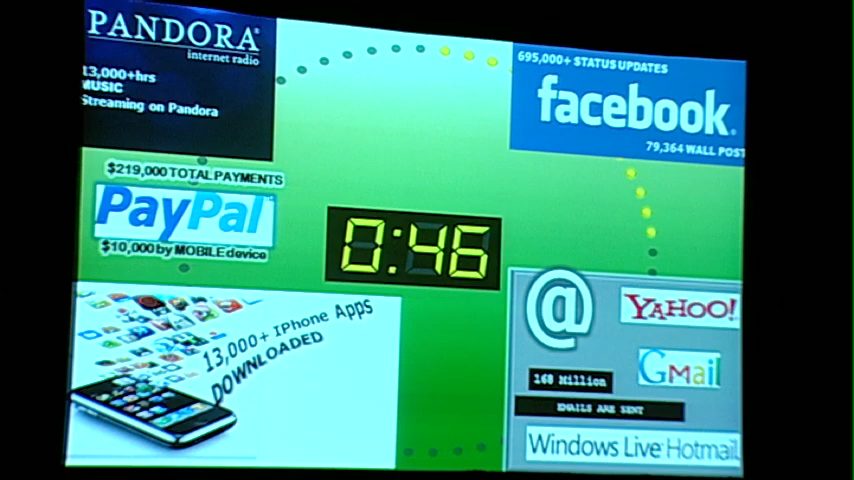 PANDORA®
internet radio
13,000+hrs
MUSIC
Streaming on Pandora
695,000+ STATUS UPDATES
facebook.
79,364 WALL POST
$219,000 TOTAL PAYMENTS
PayPal
$10,000 by MOBILE device
0:46
13,000+ IPhone Apps
DOWNLOADED
@
YAHOO!
GMail
168 Million
EMAILS ARE SENT
Windows Live Hotmail